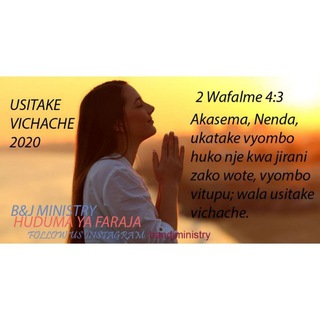 USITAKE
VICHACHE
2020
2 Wafalme 4:3
Akasema, Nenda,
ukatake vyombo
huko nje kwa jirani
zako wote, vyombo
vitupu; wala usitake
vichache.
B&J MINISTRY
HUDUMA YA FARAJA
FOLLOW US INSTAGRAM